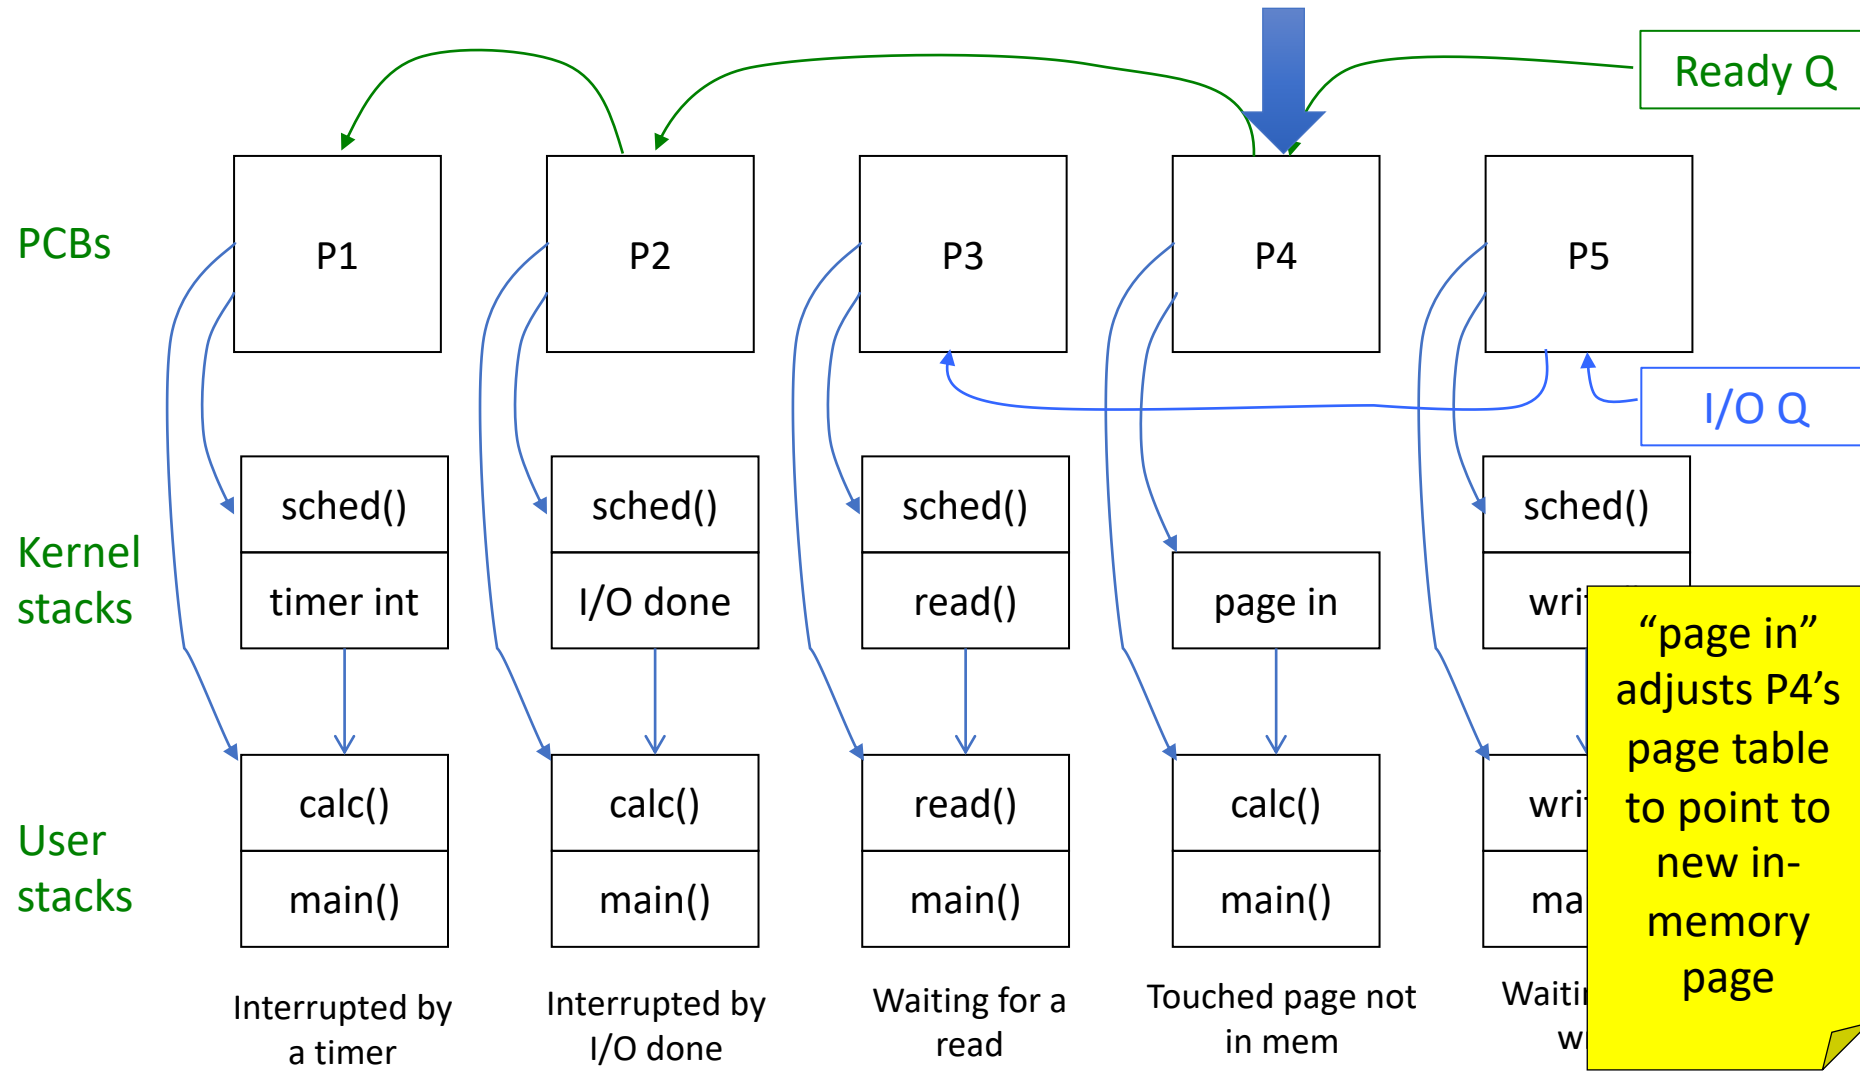 Ready Q
PCBs
P1
P2
P3
P4
P5
I/O Q
Kernel
stacks
sched()
sched()
sched()
sched()
timer int
I/O done
read()
page in
User
stacks
calc()
calc()
read()
calc()
main()
main()
main()
main()
Interrupted by
a timer
Interrupted by
I/O done
Waiting for a
read
Touched page not
in mem
“page in”
adjusts P4’s
page table
to point to
new in-
memory
page